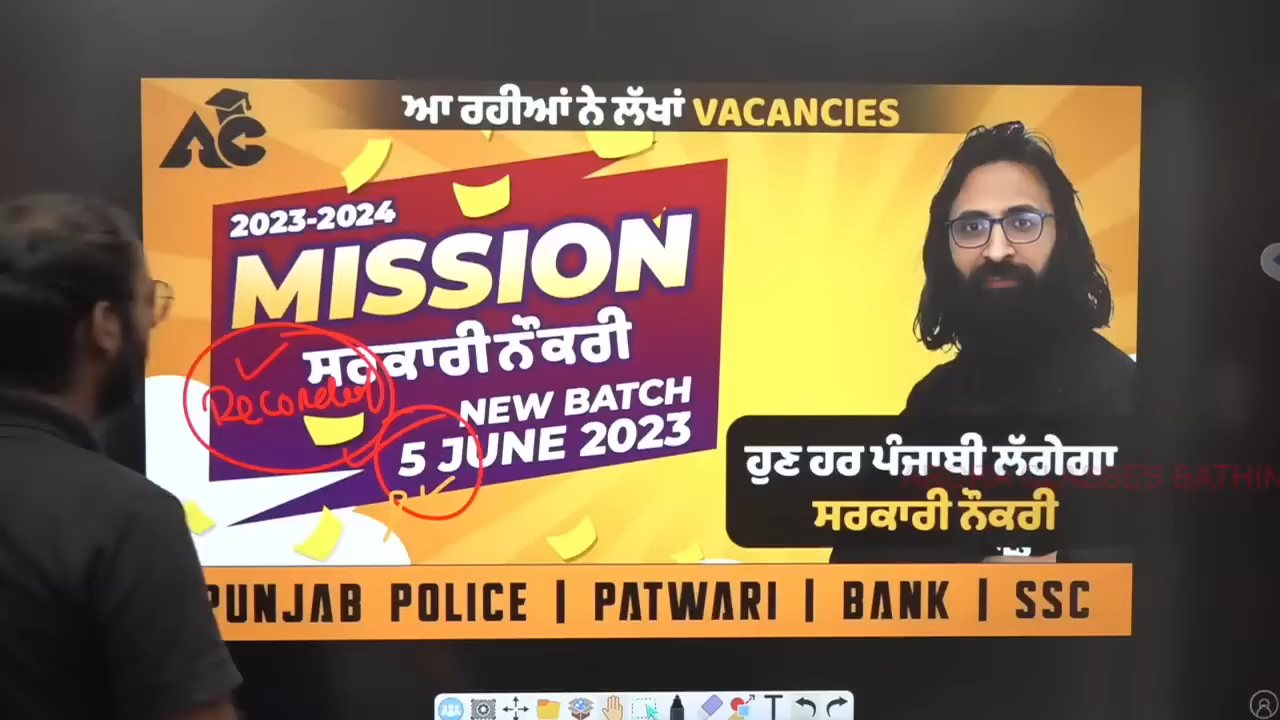 ਆ ਰਹੀਆਂ ਨੇ ਲੱਖਾਂ VACANCIES
AC
2023-2024
MISSION
ਸਰਕਾਰੀ ਨੌਕਰੀ
Recorded
NEW BATCH
5 JUNE 2023
ਹੁਣ ਹਰ ਪੰਜਾਬੀ ਲੱਗੇਗਾ
ਸਰਕਾਰੀ ਨੌਕਰੀ
CLASSES
PUNJAB POLICE | PATWARI | BANK | SSC